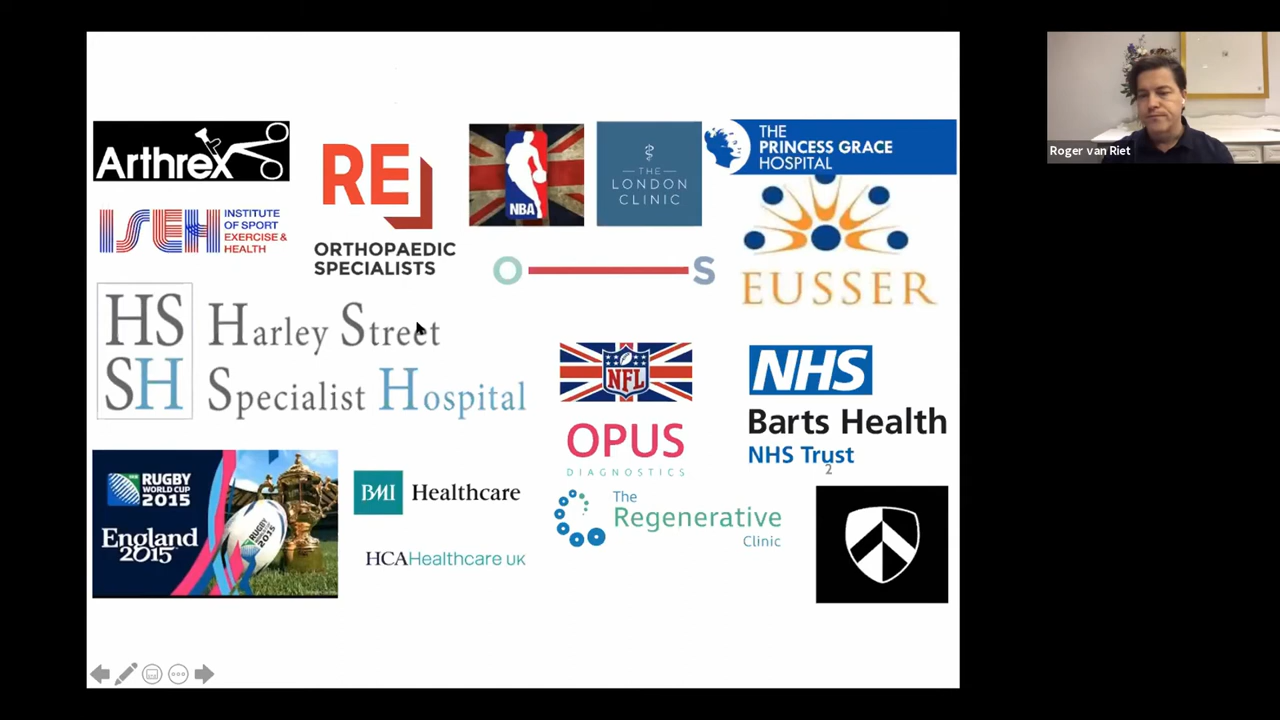 Arthrex
ISEH INSTITUTE
OF SPORT
EXERCISE &
HEALTH
RE
ORTHOPAEDIC
SPECIALISTS
NBA
THE
LONDON
CLINIC
THE
PRINCESS GRACE
HOSPITAL
O S
EUSSER
HS
SH
Harley Street
Specialist Hospital
NFL
OPUS
DIAGNOSTICS
NHS
Barts Health
NHS Trust
2
RUGBY
WORLD CUP
2015
England
2015
BMI Healthcare
HCAHealthcare UK
The
Regenerative
Clinic
Roger van Riet